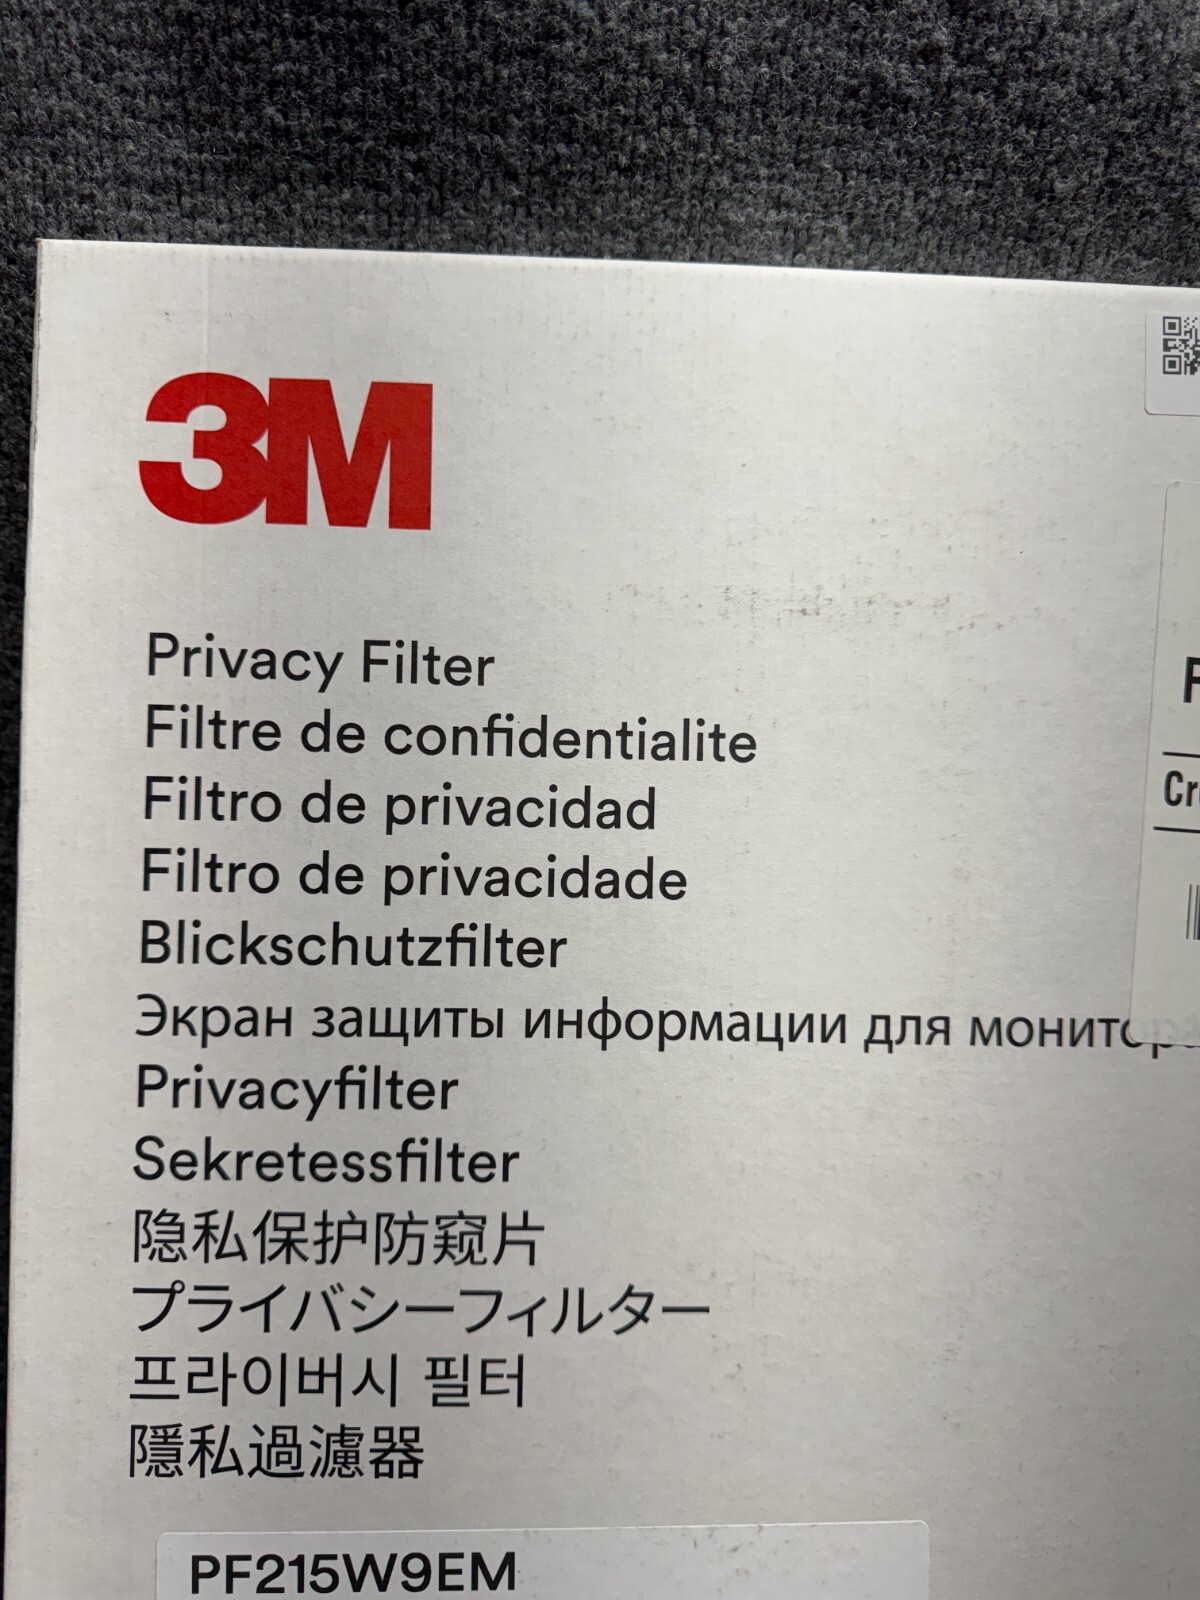 3M
Privacy Filter
Filtre de confidentialite
Filtro de privacidad
Filtro de privacidade
Blickschutzfilter
Экран защиты информации для
Privacyfilter
Sekretessfilter
隐私保护防窥片
プライバシーフィルター
프라이버시 필터
隱私過濾器
PF215W9EM